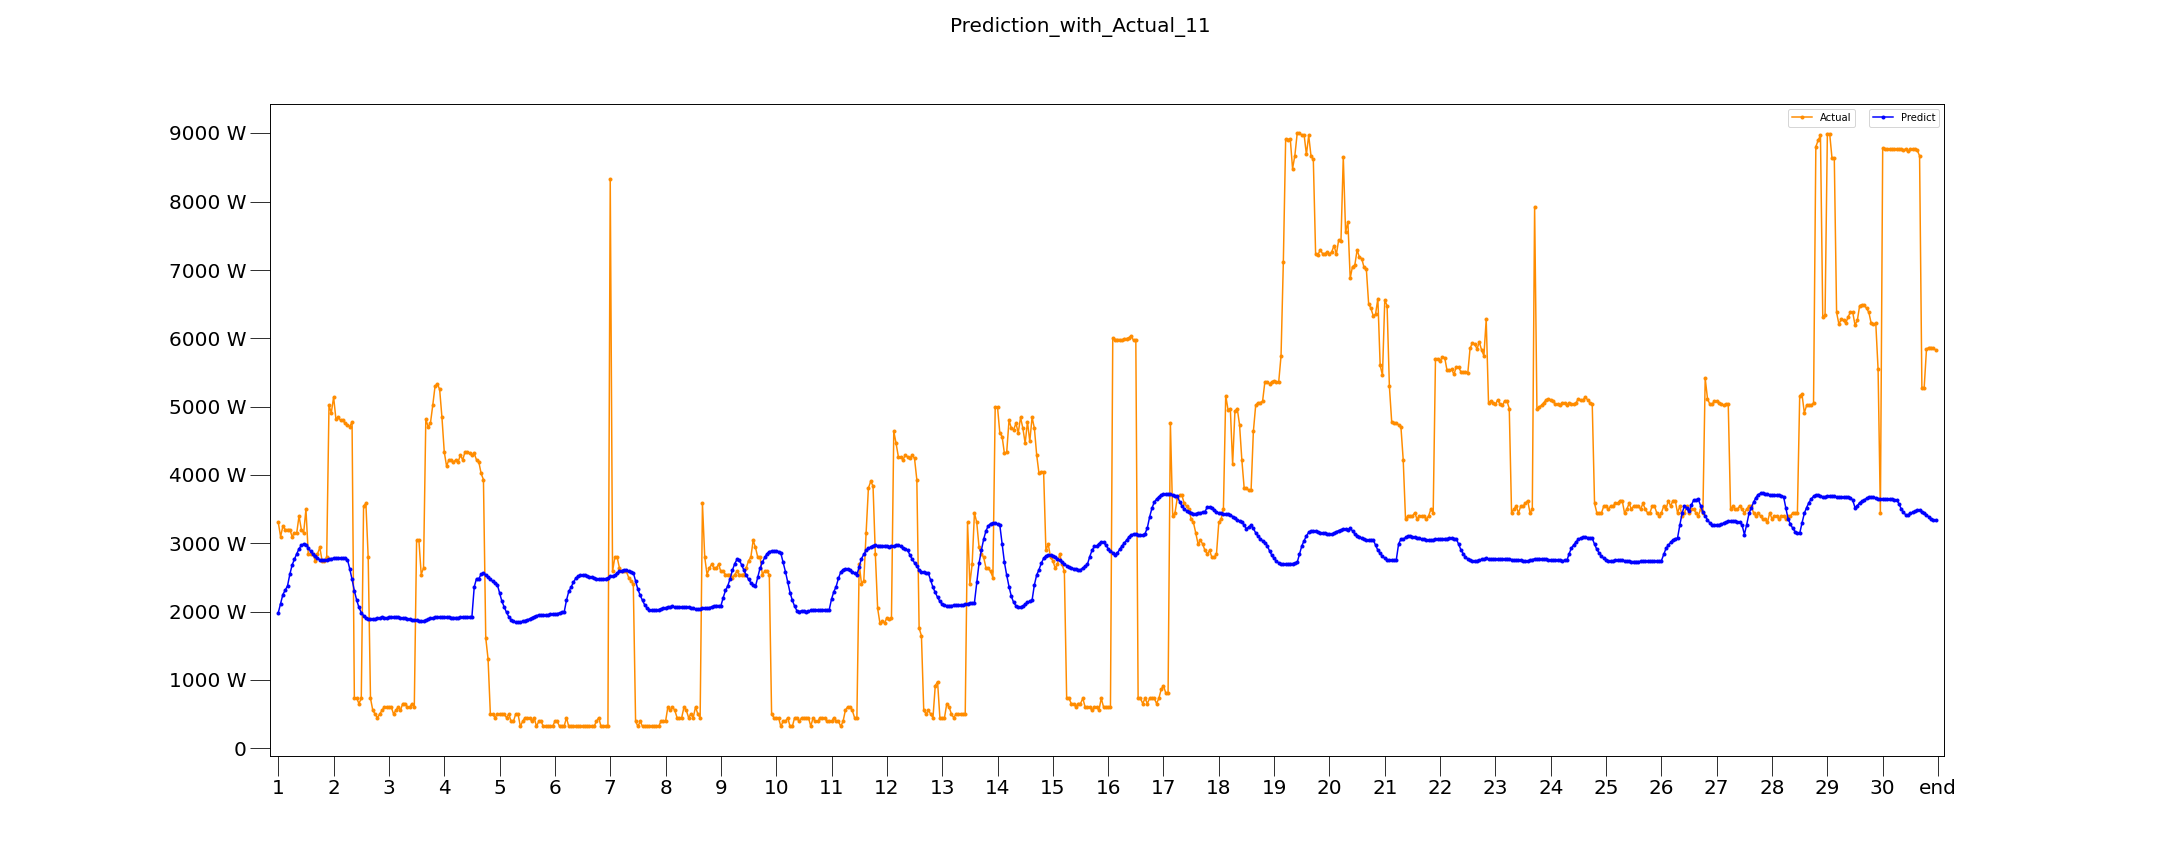 Prediction_with_Actual_11
Actual Predict
9000 W
8000 W
7000 W
6000 W
5000 W
4000 W
3000 W
2000 W
1000 W
0
1 2 3 4 5 6 7 8 9 10 11 12 13 14 15 16 17 18 19 20 21 22 23 24 25 26 27 28 29 30 end